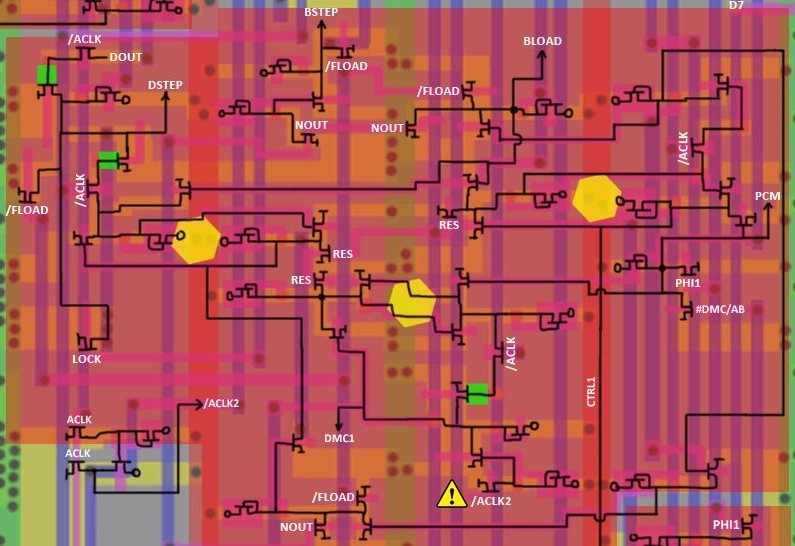 D7
BSTEP
/ACLK
BLOAD
DOUT
/FLOAD
DSTEP
/FLOAD
NOUT
NOUT
/ACLK
/ACLK
PCM
/FLOAD
RES
RES
RES
PHI1
#DMC/AB
/ACLK
LOCK
CTRL1
/ACLK2
ACLK
DMC1
ACLK
/FLOAD
/ACLK2
NOUT
PHI1